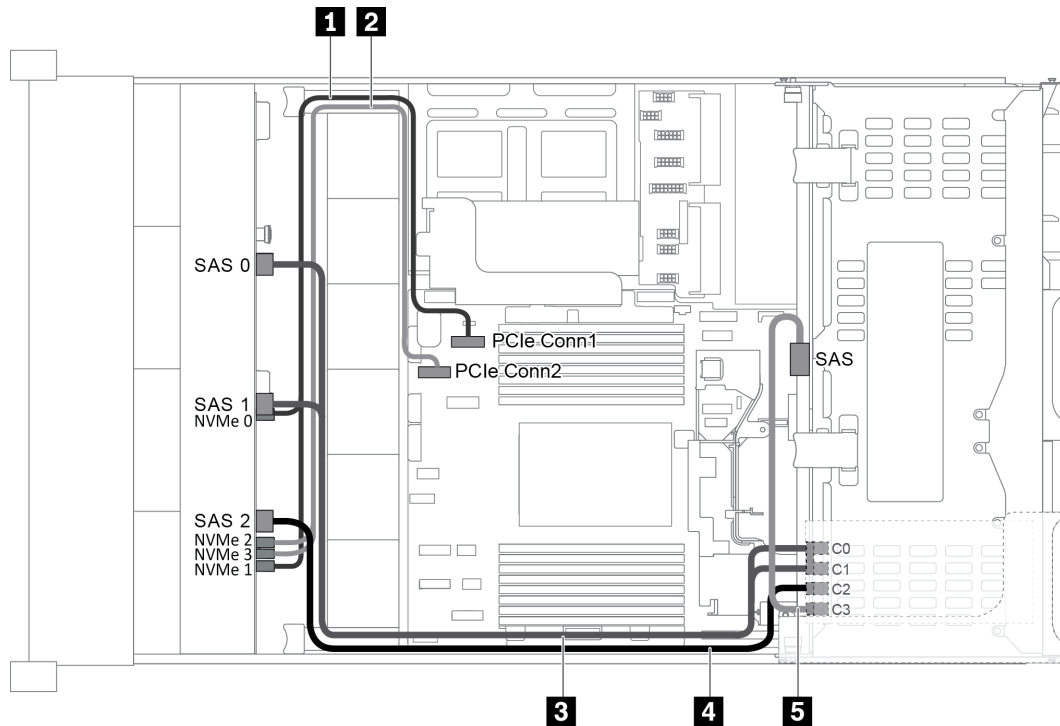 1 2
SAS 0
PCIe Conn1
PCIe Conn2
SAS
SAS 1
NVMe 0
SAS 2
NVMe 2
NVMe 3
NVMe 1
C0
C1
C2
C3
3 4 5